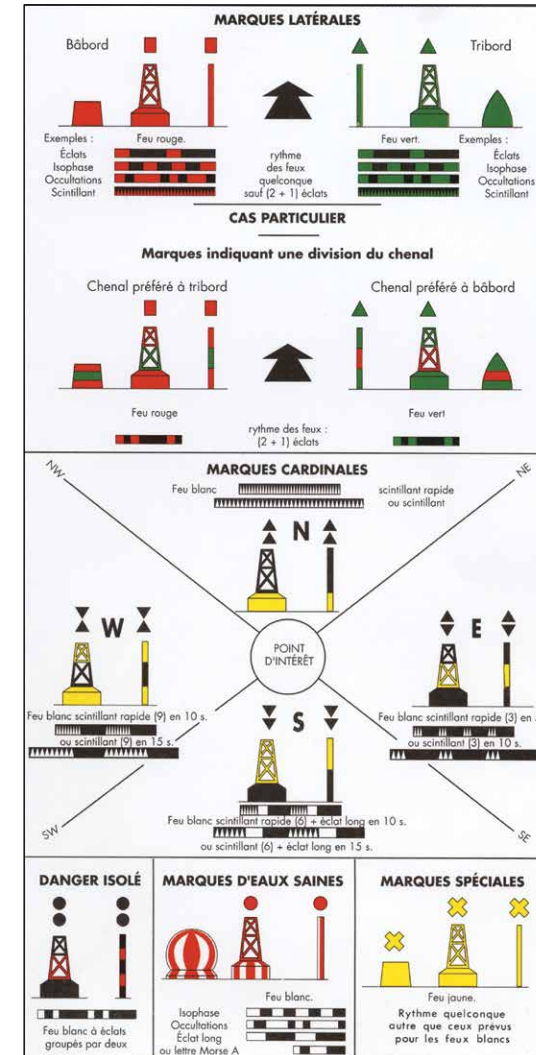 MARQUES LATÉRALES
Bâbord
Tribord
Exemples :
Feu rouge.
Éclats
Isophase
Occultations
Scintillant
rythme
des feux
quelconque
sauf (2 + 1) éclats
Feu vert.
Exemples :
Éclats
Isophase
Occultations
Scintillant
CAS PARTICULIER
Marques indiquant une division du chenal
Chenal préféré à tribord
Chenal préféré à bâbord
Feu rouge
rythme des feux :
(2 + 1) éclats
Feu vert
MARQUES CARDINALES
NW
NE
Feu blanc
scintillant rapide
ou scintillant
N
W
POINT
D'INTÉRÊT
E
Feu blanc scintillant rapide (9) en 10 s.
ou scintillant (9) en 15 s.
Feu blanc scintillant rapide (3) en
ou scintillant (3) en 10 s.
S
Feu blanc scintillant rapide (6) + éclat long en 10 s.
ou scintillant (6) + éclat long en 15 s.
SW
SE
DANGER ISOLÉ
Feu blanc à éclats
groupés par deux
MARQUES D'EAUX SAINES
Feu blanc.
Isophase
Occultations
Éclat long
ou lettre Morse A
MARQUES SPÉCIALES
Feu jaune.
Rythme quelconque
autre que ceux prévus
pour les feux blancs